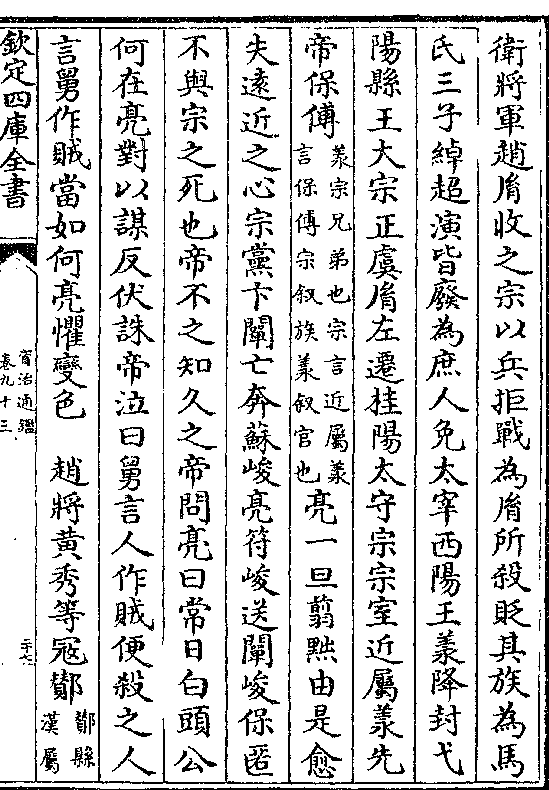 衛將軍趙𦙍收之宗以兵拒戰為𦙍所殺貶其族為馬
氏三子綽超演皆廢為庶人免太宰西陽王羕降封弋
陽縣王大宗正虞𦙍左遷桂陽太守宗宗室近屬羕先
帝保傅羕宗兄弟也宗言近屬羕言保傅宗叙族羕叙官也亮一旦翦黜由是愈
失遠近之心宗黨卞闡亡奔蘇峻亮符峻送闡峻保匿
不與宗之死也帝不之知久之帝問亮曰常日白頭公
何在亮對以謀反伏誅帝泣曰舅言人作賊便殺之人
言舅作賊當如何亮懼變色　趙將黃秀等寇酇酇縣漢屬
欽定四庫全書
資治通鑑
卷九十三
二十七